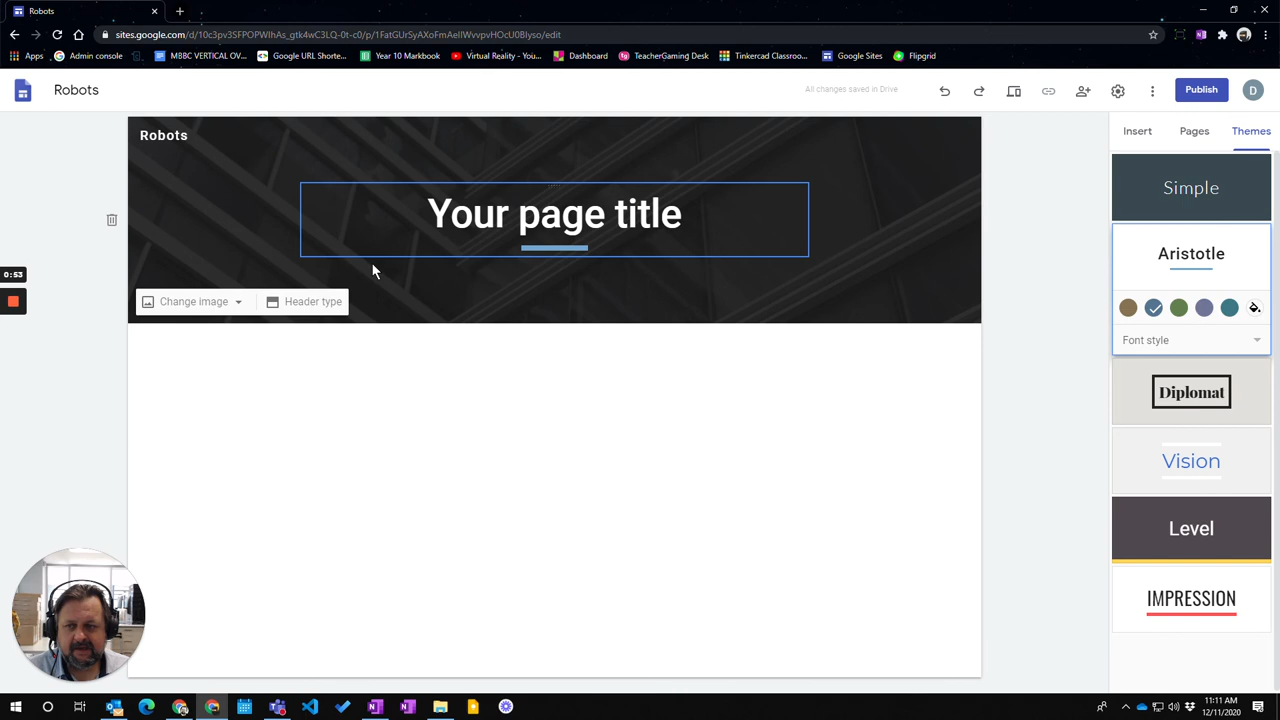 Robots
sites.google.com/d/10c3pv3SFPOPWlhAs_gtk4wC3LQ-0t-c0/p/1FatGUrSyAXoFmAeIIWvvpvHOcU0BIyso/edit
Apps
Admin console
MBBC VERTICAL OV...
Google URL Shorte...
Year 10 Markbook
Virtual Reality - You...
Dashboard
TeacherGaming Desk
Tinkercad Classroo...
Google Sites
Flipgrid
Robots
All changes saved in Drive
Publish
D
Insert
Pages
Themes
Robots
Your page title
Change image
Header type
0:53
Simple
Aristotle
Font style
Diplomat
Vision
Level
IMPRESSION
11:11 AM
12/11/2020